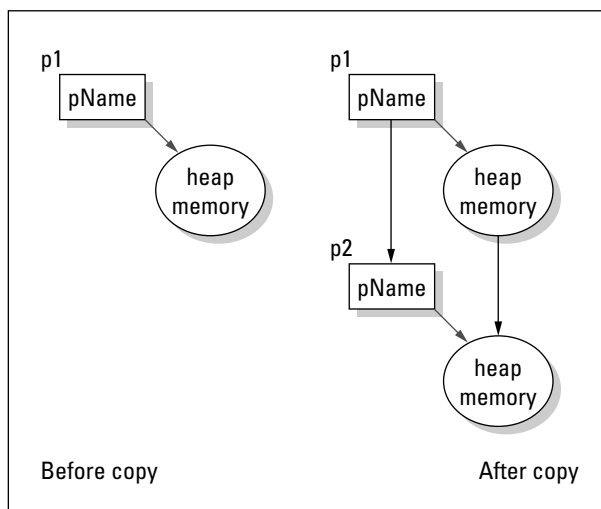 p1
pName
heap
memory
Before copy
p1
pName
heap
memory
p2
pName
heap
memory
After copy